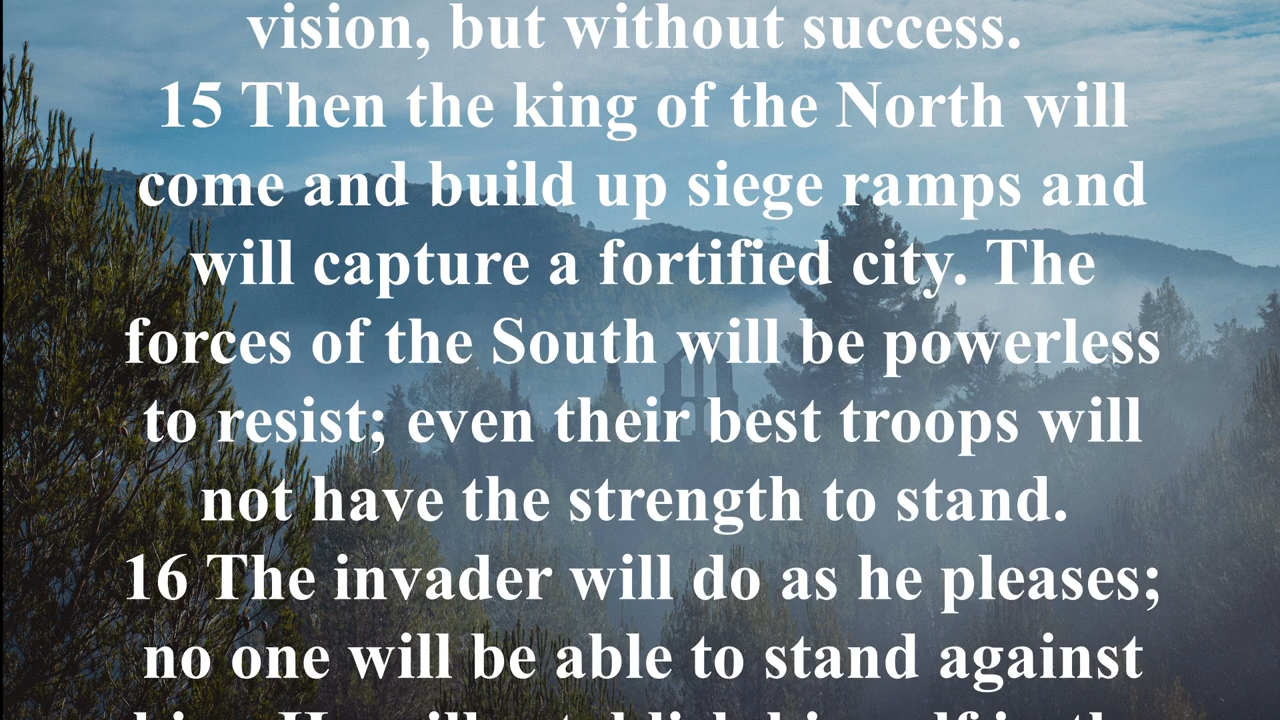 vision, but without success.
15 Then the king of the North will
come and build up siege ramps and
will capture a fortified city. The
forces of the South will be powerless
to resist; even their best troops will
not have the strength to stand.
16 The invader will do as he pleases;
no one will be able to stand against